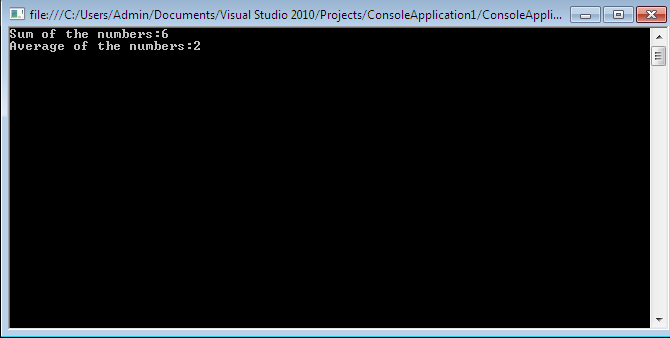 file:///C:/Users/Admin/Documents/Visual Studio 2010/Projects/ConsoleApplication1/ConsoleAppli...
Sum of the numbers:6
Average of the numbers:2